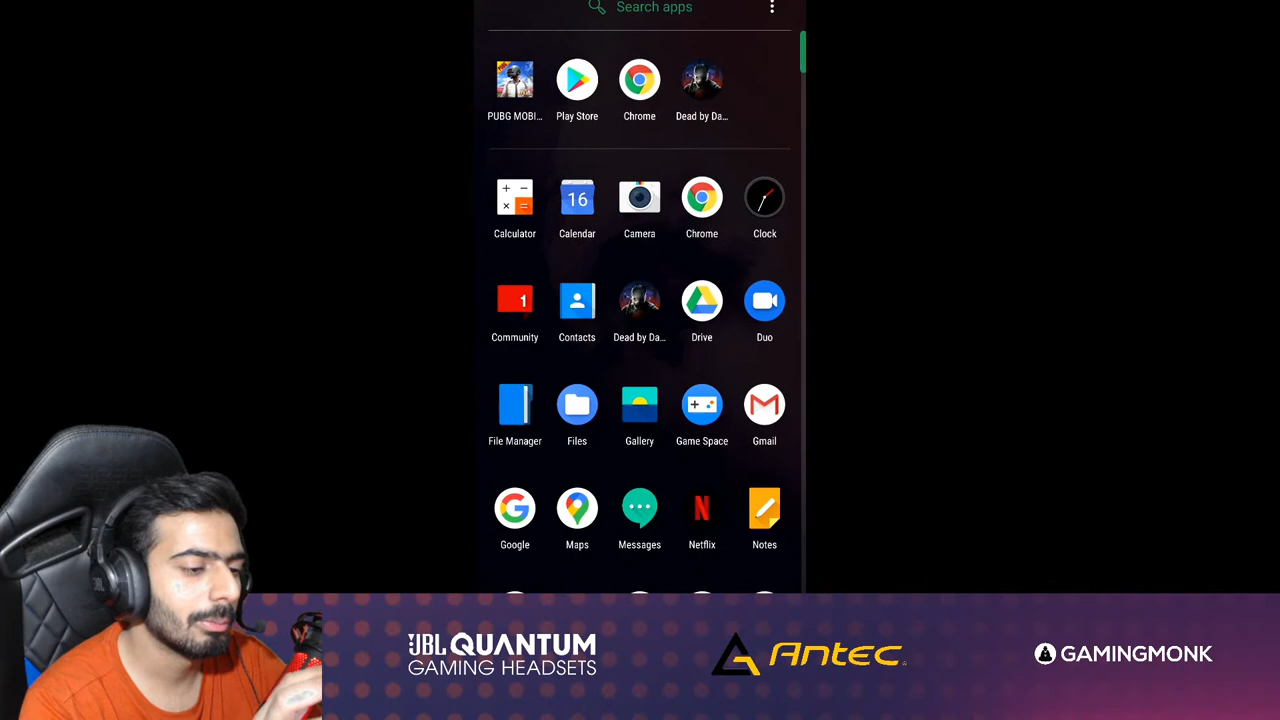 Search apps
PUBG MOBI...
Play Store
Chrome
Dead by Da...
16
Calculator
Calendar
Camera
Chrome
Clock
1
Community
Contacts
Dead by Da...
Drive
Duo
File Manager
Files
Gallery
Game Space
Gmail
G
N
Google
Maps
Messages
Netflix
Notes
JBL QUANTUM
GAMING HEADSETS
Antec
GAMINGMONK